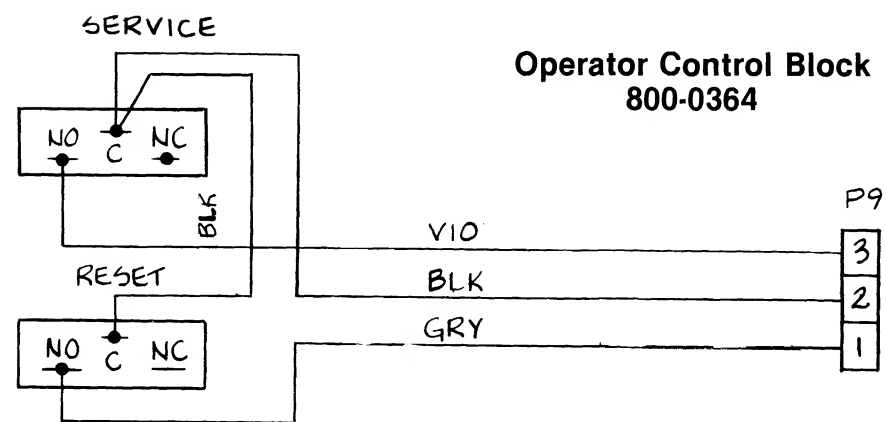 SERVICE
Operator Control Block
800-0364
NO C NC
BLK
P9
VIO
3
RESET
BLK
2
GRY
1
NO C NC